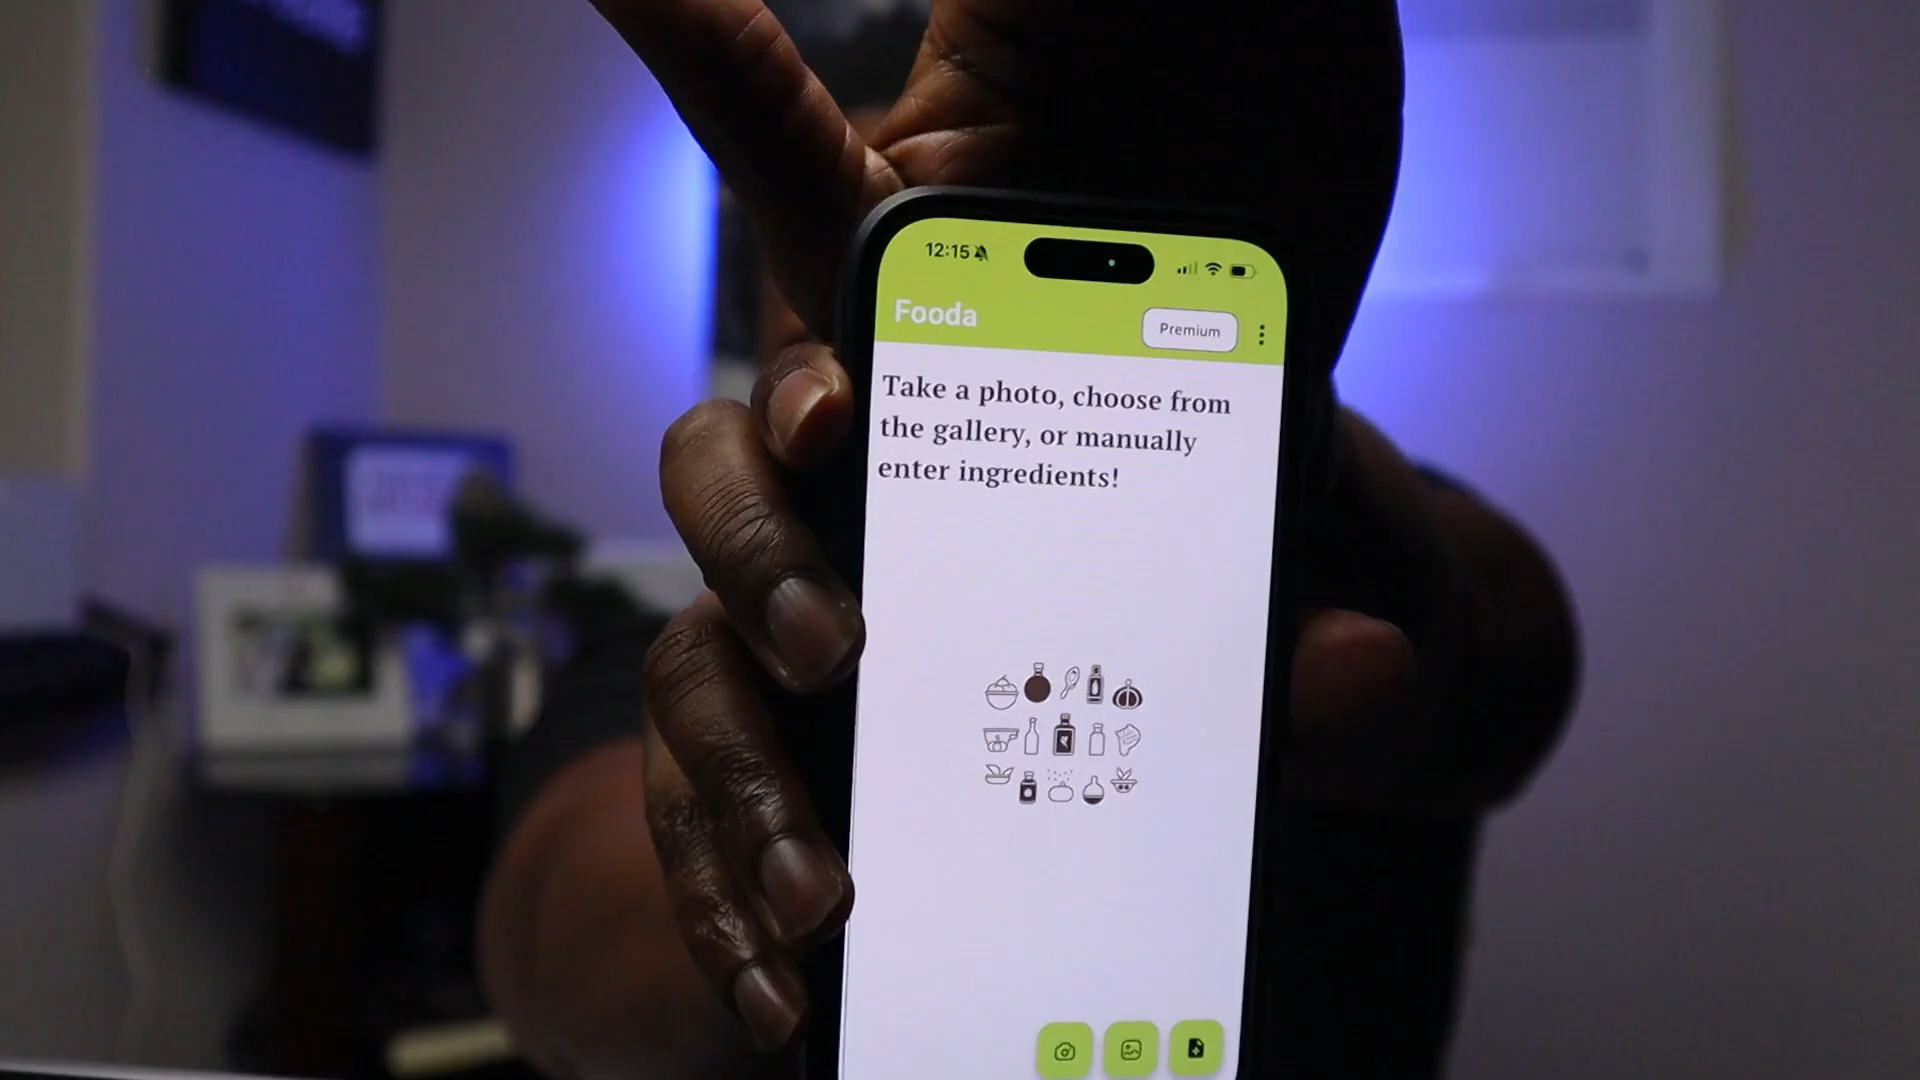 12:15
Fooda
Premium
Take a photo, choose from
the gallery, or manually
enter ingredients!